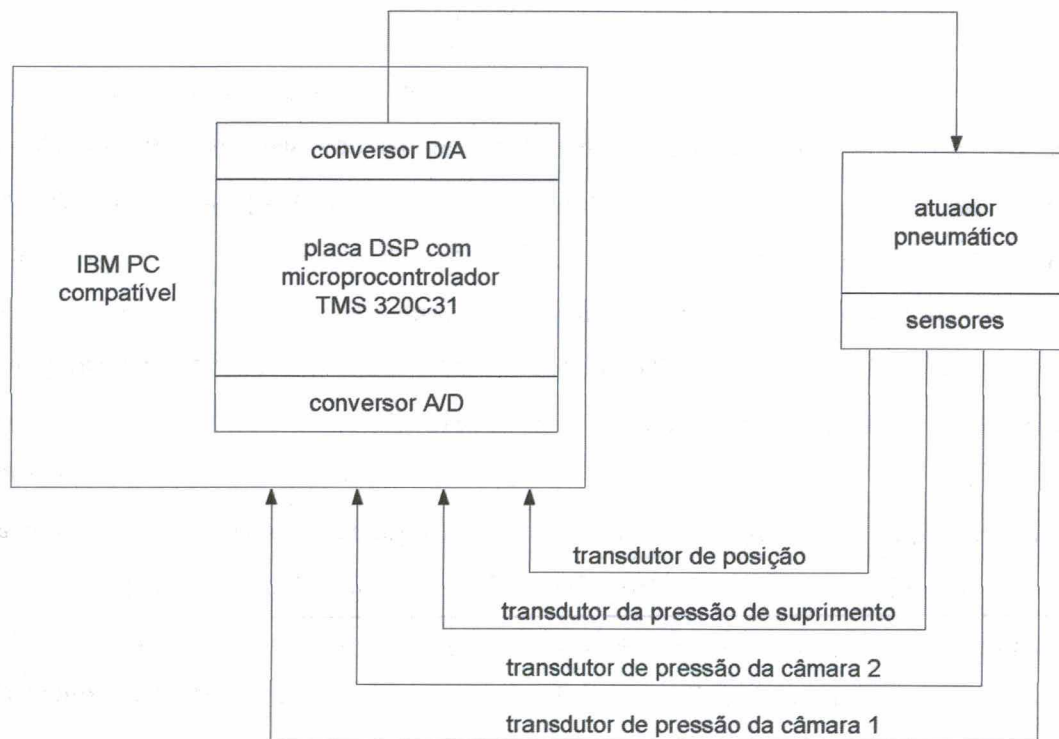 conversor D/A
IBM PC
compatível
placa DSP com
microprocontrolador
TMS 320C31
conversor A/D
atuador
pneumático
sensores
transdutor de posição
transdutor da pressão de suprimento
transdutor de pressão da câmara 2
transdutor de pressão da câmara 1